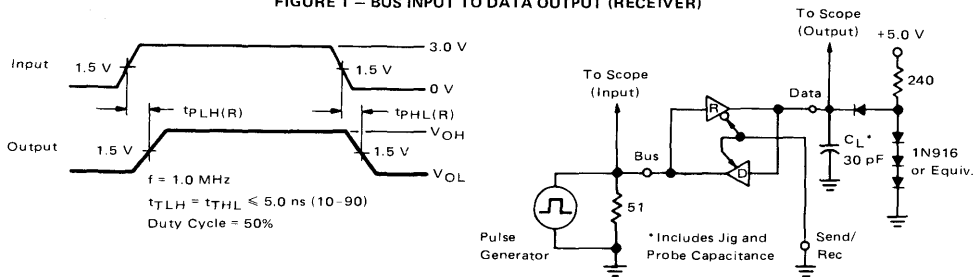 FIGURE 1 – BUS INPUT TO DATA OUTPUT (RECEIVER)
Input
1.5 V
3.0 V
1.5 V
0 V
tPLH(R)
tPHL(R)
Output
1.5 V
VOH
1.5 V
VOL
f = 1.0 MHz
tTLH = tTHL ≤ 5.0 ns (10-90)
Duty Cycle = 50%
To Scope
(Output)
+5.0 V
240
To Scope
(Input)
Data
R
CL*
30 pF
1N916
or Equiv.
Bus
D
51
Pulse
Generator
*Includes Jig and
Probe Capacitance
Send/
Rec